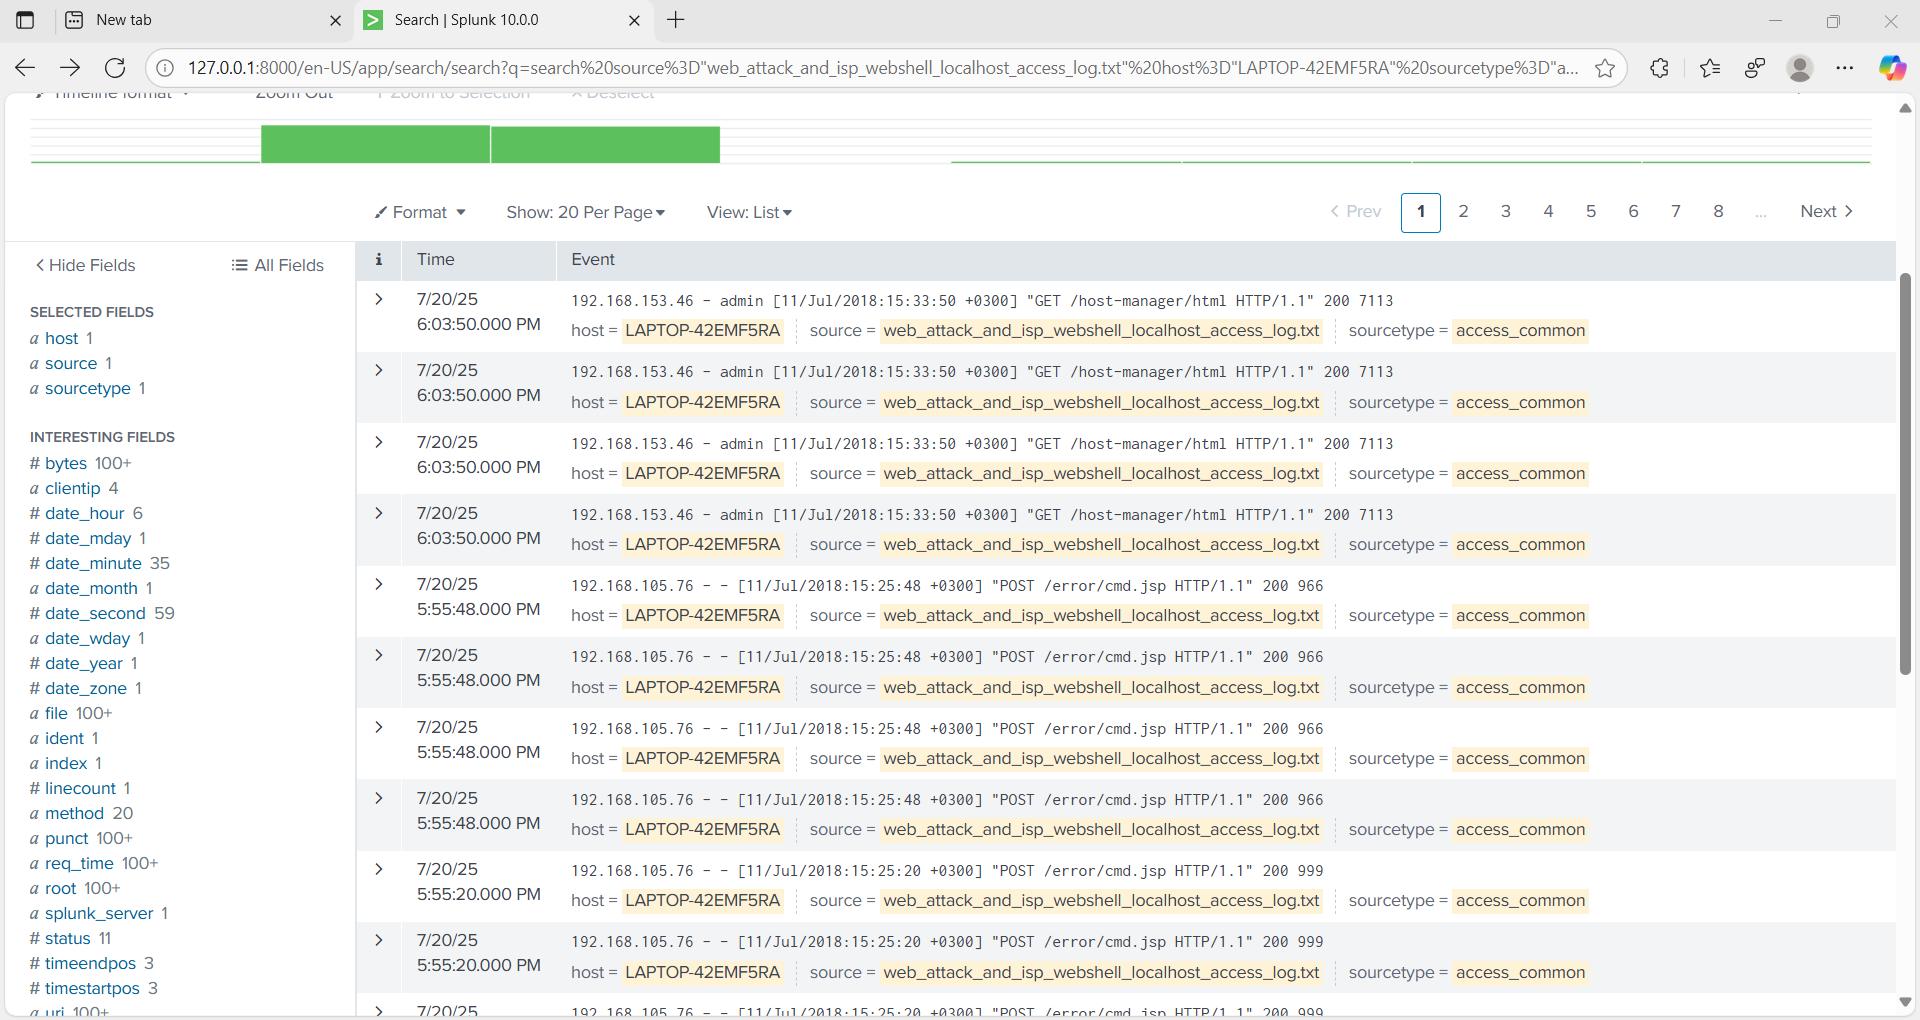 New tab
Search | Splunk 10.0.0
127.0.0.1:8000/en-US/app/search/search?q=search%20source%3D"web_attack_and_isp_webshell_localhost_access_log.txt"%20host%3D"LAPTOP-42EMF5RA"%20sourcetype%3D"a...
Timeline format Zoom Out + Zoom to Selection × Deselect
Format Show: 20 Per Page View: List
Prev 1 2 3 4 5 6 7 8 ... Next
Hide Fields All Fields
SELECTED FIELDS
a host 1
a source 1
a sourcetype 1
INTERESTING FIELDS
# bytes 100+
a clientip 4
# date_hour 6
# date_mday 1
# date_minute 35
a date_month 1
# date_second 59
a date_wday 1
# date_year 1
# date_zone 1
a file 100+
a ident 1
a index 1
# linecount 1
a method 20
a punct 100+
a req_time 100+
a root 100+
a splunk_server 1
# status 11
# timeendpos 3
# timestartpos 3
a uri 100+
i Time Event
7/20/25
6:03:50.000 PM
192.168.153.46 - admin [11/Jul/2018:15:33:50 +0300] "GET /host-manager/html HTTP/1.1" 200 7113
host = LAPTOP-42EMF5RA source = web_attack_and_isp_webshell_localhost_access_log.txt sourcetype = access_common
7/20/25
6:03:50.000 PM
192.168.153.46 - admin [11/Jul/2018:15:33:50 +0300] "GET /host-manager/html HTTP/1.1" 200 7113
host = LAPTOP-42EMF5RA source = web_attack_and_isp_webshell_localhost_access_log.txt sourcetype = access_common
7/20/25
6:03:50.000 PM
192.168.153.46 - admin [11/Jul/2018:15:33:50 +0300] "GET /host-manager/html HTTP/1.1" 200 7113
host = LAPTOP-42EMF5RA source = web_attack_and_isp_webshell_localhost_access_log.txt sourcetype = access_common
7/20/25
6:03:50.000 PM
192.168.153.46 - admin [11/Jul/2018:15:33:50 +0300] "GET /host-manager/html HTTP/1.1" 200 7113
host = LAPTOP-42EMF5RA source = web_attack_and_isp_webshell_localhost_access_log.txt sourcetype = access_common
7/20/25
5:55:48.000 PM
192.168.105.76 - - [11/Jul/2018:15:25:48 +0300] "POST /error/cmd.jsp HTTP/1.1" 200 966
host = LAPTOP-42EMF5RA source = web_attack_and_isp_webshell_localhost_access_log.txt sourcetype = access_common
7/20/25
5:55:48.000 PM
192.168.105.76 - - [11/Jul/2018:15:25:48 +0300] "POST /error/cmd.jsp HTTP/1.1" 200 966
host = LAPTOP-42EMF5RA source = web_attack_and_isp_webshell_localhost_access_log.txt sourcetype = access_common
7/20/25
5:55:48.000 PM
192.168.105.76 - - [11/Jul/2018:15:25:48 +0300] "POST /error/cmd.jsp HTTP/1.1" 200 966
host = LAPTOP-42EMF5RA source = web_attack_and_isp_webshell_localhost_access_log.txt sourcetype = access_common
7/20/25
5:55:48.000 PM
192.168.105.76 - - [11/Jul/2018:15:25:48 +0300] "POST /error/cmd.jsp HTTP/1.1" 200 966
host = LAPTOP-42EMF5RA source = web_attack_and_isp_webshell_localhost_access_log.txt sourcetype = access_common
7/20/25
5:55:20.000 PM
192.168.105.76 - - [11/Jul/2018:15:25:20 +0300] "POST /error/cmd.jsp HTTP/1.1" 200 999
host = LAPTOP-42EMF5RA source = web_attack_and_isp_webshell_localhost_access_log.txt sourcetype = access_common
7/20/25
5:55:20.000 PM
192.168.105.76 - - [11/Jul/2018:15:25:20 +0300] "POST /error/cmd.jsp HTTP/1.1" 200 999
host = LAPTOP-42EMF5RA source = web_attack_and_isp_webshell_localhost_access_log.txt sourcetype = access_common
7/20/25
192.168.105.76 - - [11/Jul/2018:15:25:20 +0300] "POST /error/cmd.jsp HTTP/1.1" 200 999